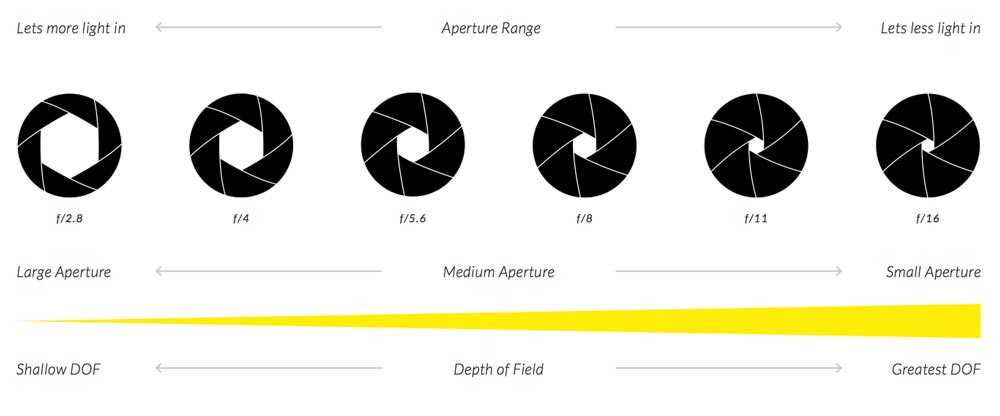 Lets more light in
Aperture Range
Lets less light in
f/2.8
f/4
f/5.6
f/8
f/11
f/16
Large Aperture
Medium Aperture
Small Aperture
Shallow DOF
Depth of Field
Greatest DOF